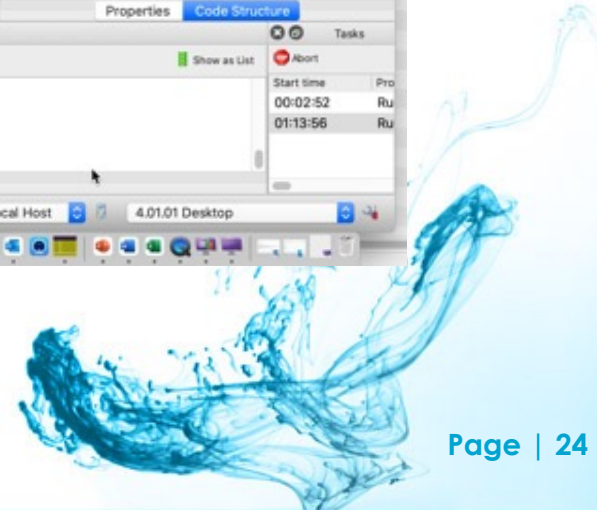 Properties Code Structure
Tasks
Show as List Abort
Start time Pro
00:02:52 Ru
01:13:56 Ru
cal Host 4.01.01 Desktop
Page | 24